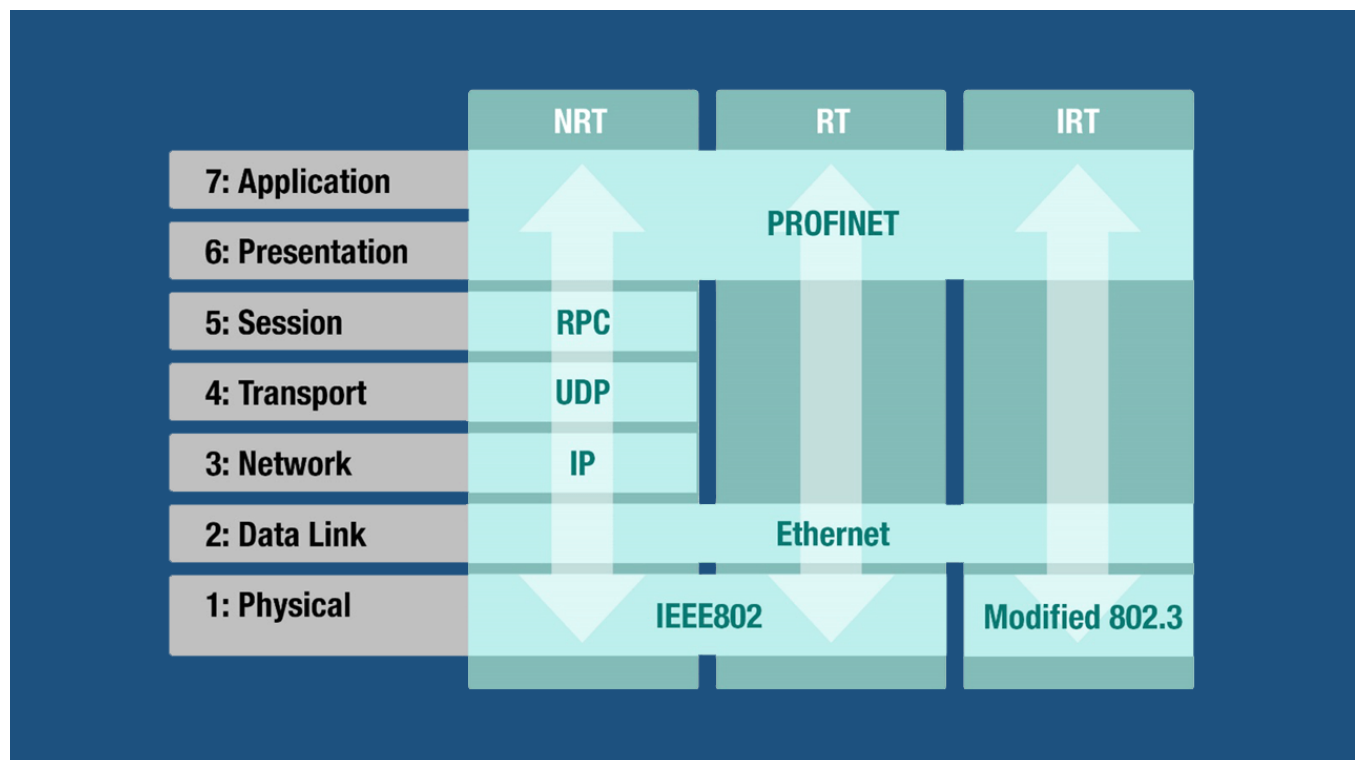 NRT
RT
IRT
7: Application
PROFINET
6: Presentation
5: Session
RPC
4: Transport
UDP
3: Network
IP
2: Data Link
Ethernet
1: Physical
IEEE802
Modified 802.3